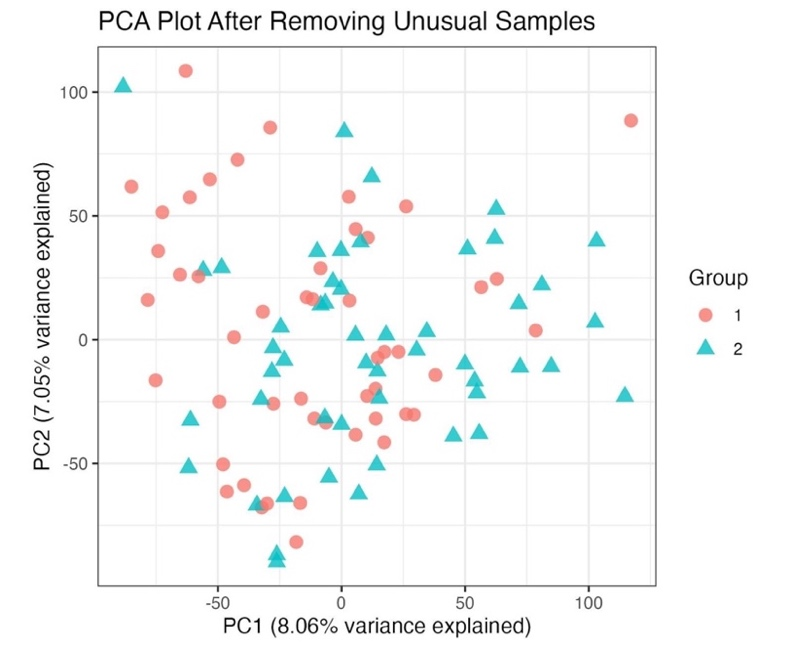 PCA Plot After Removing Unusual Samples
PC2 (7.05% variance explained)
100
50
0
-50
-50 0 50 100
PC1 (8.06% variance explained)
Group
1
2